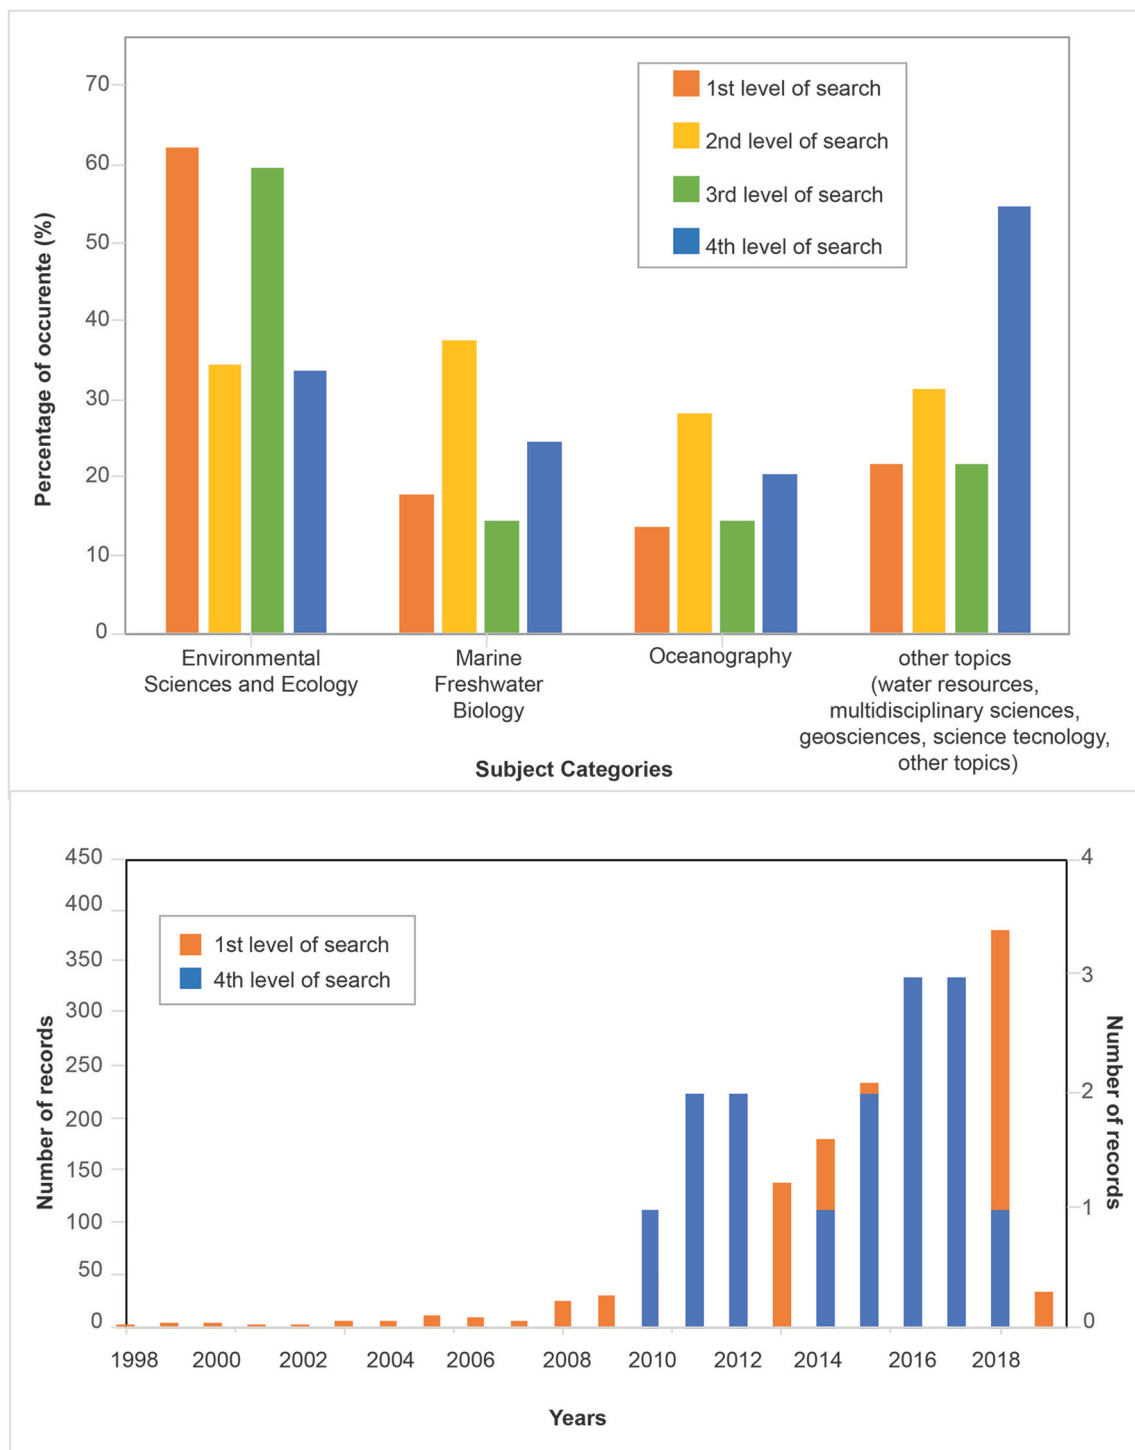 70
60
50
40
30
20
10
0
Percentage of occurente (%)
1st level of search
2nd level of search
3rd level of search
4th level of search
Environmental
Sciences and Ecology
Marine
Freshwater
Biology
Oceanography
other topics
(water resources,
multidisciplinary sciences,
geosciences, science tecnology,
other topics)
Subject Categories
450
400
350
300
250
200
150
100
50
0
Number of records
1st level of search
4th level of search
4
3
2
1
0
Number of records
1998 2000 2002 2004 2006 2008 2010 2012 2014 2016 2018
Years